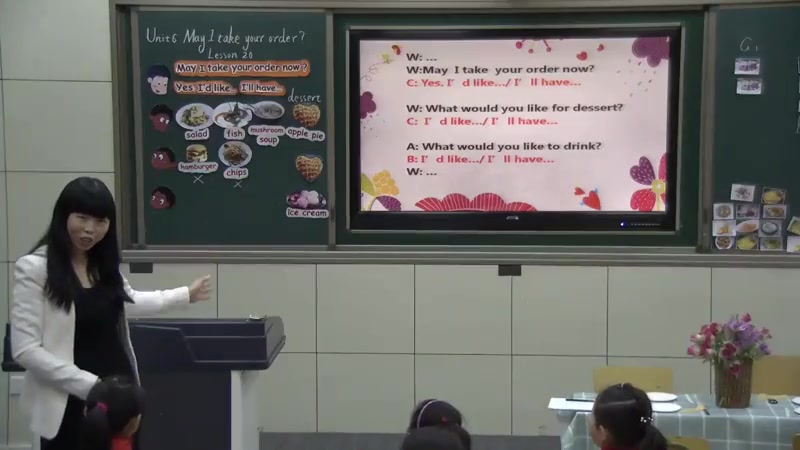 Unit 6 May I take your order?
Lesson 20
May I take your order now?
Yes. I'd like... I'll have...
dessert
salad
fish
mushroom soup
apple pie
hamburger
chips
ice cream
W: ...
W:May I take your order now?
C: Yes. I' d like.../ I' ll have...
W: What would you like for dessert?
C: I' d like.../ I' ll have...
A: What would you like to drink?
B: I' d like.../ I' ll have...
W: ...
G1